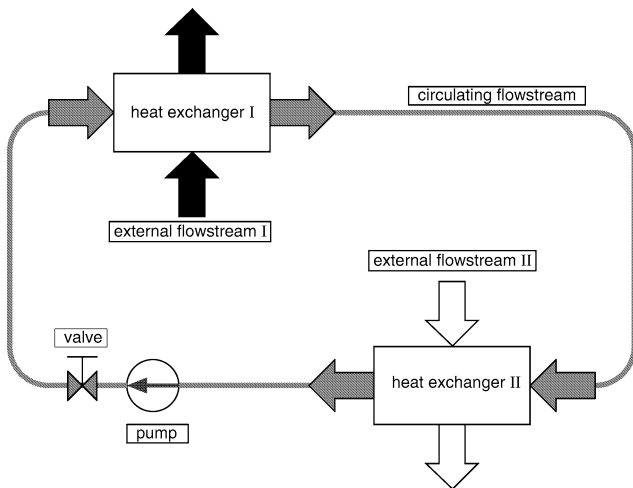 heat exchanger I
circulating flowstream
external flowstream I
external flowstream II
valve
heat exchanger II
pump